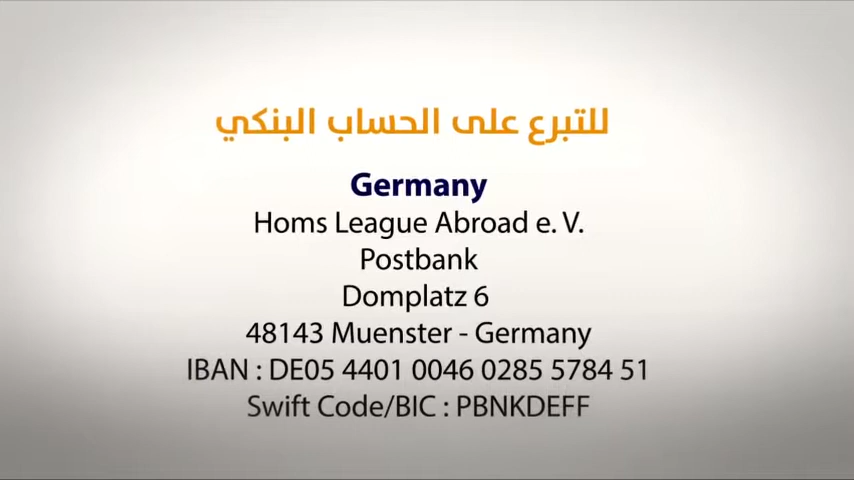 للتبرع على الحساب البنكي
Germany
Homs League Abroad e. V.
Postbank
Domplatz 6
48143 Muenster - Germany
IBAN : DE05 4401 0046 0285 5784 51
Swift Code/BIC : PBNKDEFF